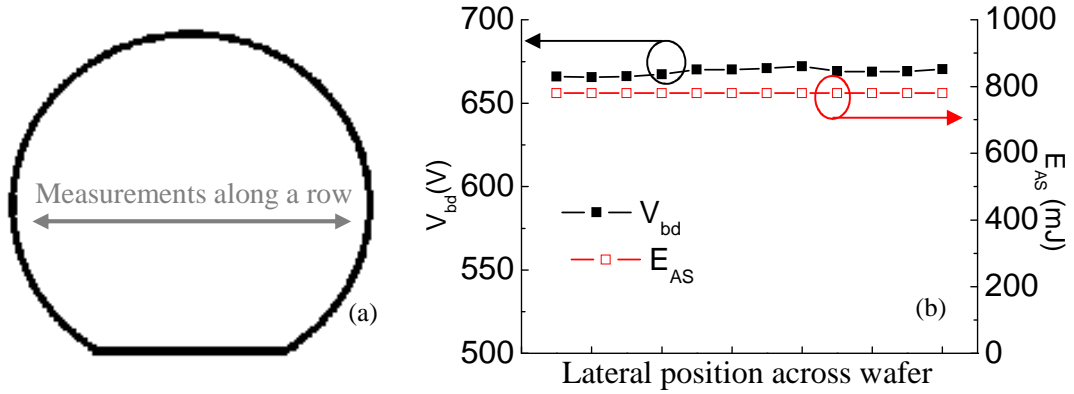 Measurements along a row
(a)
700
650
600
550
500
V_bd(V)
V_bd
E_AS
(b)
1000
800
600
400
200
0
E_AS (mJ)
Lateral position across wafer